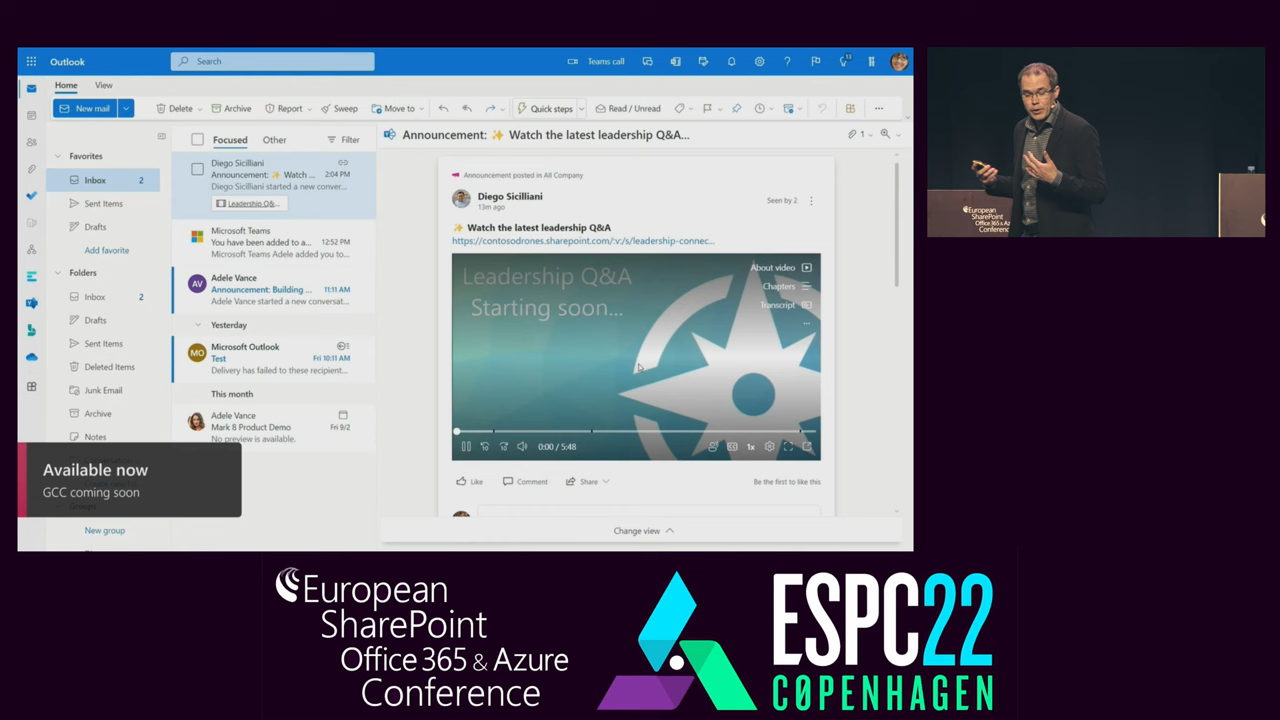 Outlook
Search
Teams call
13
Home
View
New mail
Delete
Archive
Report
Sweep
Move to
Quick steps
Read / Unread
Favorites
Inbox 2
Sent Items
Drafts
Add favorite
Folders
Inbox 2
Drafts
Sent Items
Deleted Items
Junk Email
Archive
Notes
New group
Focused
Other
Filter
Diego Sicilliani
Announcement: ✨ Watch ... 2:04 PM
Diego Sicilliani started a new conver...
Leadership Q&...
Microsoft Teams
You have been added to a... 12:52 PM
Microsoft Teams Adele added you to
AV
Adele Vance
Announcement: Building ... 11:11 AM
Adele Vance started a new conversat...
Yesterday
MO
Microsoft Outlook
Test Fri 10:11 AM
Delivery has failed to these recipient...
This month
Adele Vance
Mark 8 Product Demo Fri 9/2
No preview is available.
Announcement: ✨ Watch the latest leadership Q&A...
1
Announcement posted in All Company
Diego Sicilliani
13m ago
Seen by 2
✨ Watch the latest leadership Q&A
https://contosodrones.sharepoint.com/:v:/s/leadership-connec...
Leadership Q&A
Starting soon...
About video
Chapters
Transcript
0:00 / 5:48
1x
Like
Comment
Share
Be the first to like this
Change view
Available now
GCC coming soon
European
SharePoint
Office 365 & Az
Conferenc
European
SharePoint
Office 365 & Azure
Conference
ESPC22
CØPENHAGEN